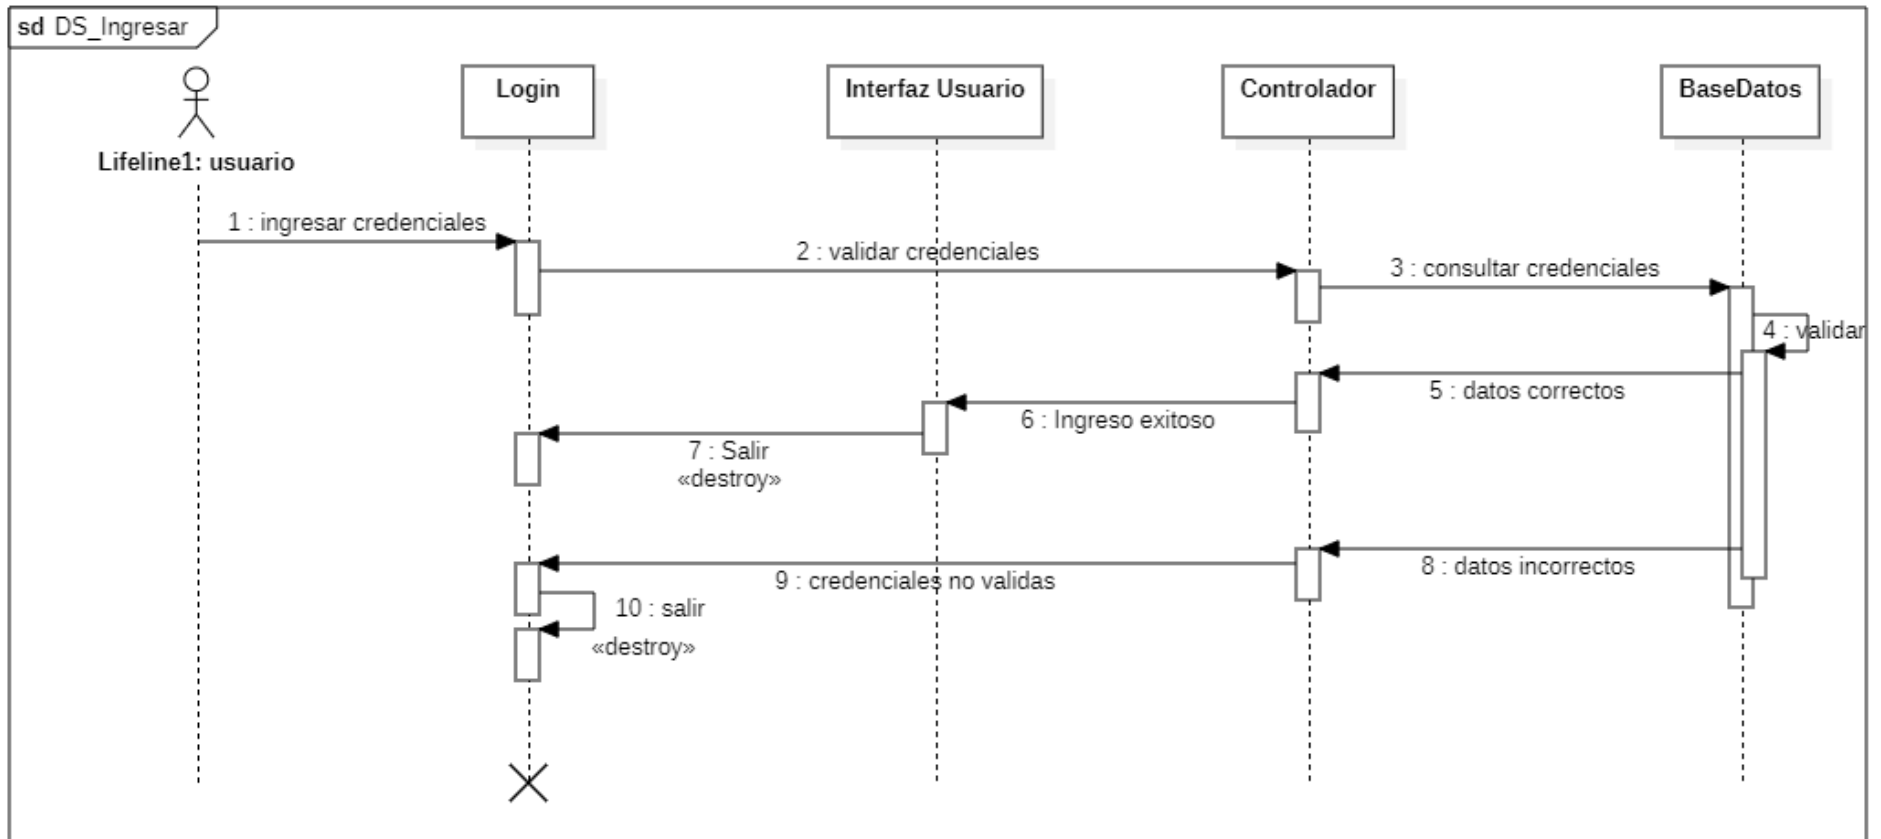 sd DS_Ingresar
Login
Interfaz Usuario
Controlador
BaseDatos
Lifeline1: usuario
1 : ingresar credenciales
2 : validar credenciales
3 : consultar credenciales
4 : validar
5 : datos correctos
6 : Ingreso exitoso
7 : Salir
«destroy»
8 : datos incorrectos
9 : credenciales no validas
10 : salir
«destroy»